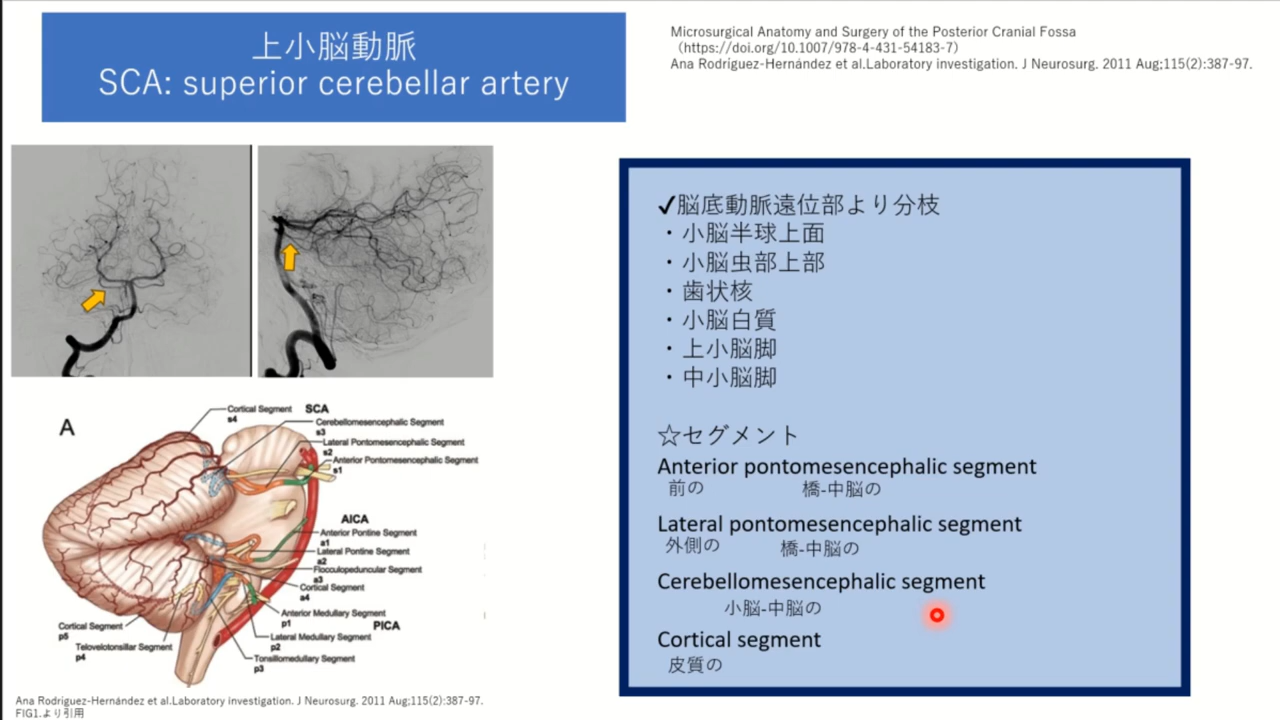 上小脳動脈
SCA: superior cerebellar artery
Microsurgical Anatomy and Surgery of the Posterior Cranial Fossa
（https://doi.org/10.1007/978-4-431-54183-7）
Ana Rodríguez-Hernández et al.Laboratory investigation. J Neurosurg. 2011 Aug;115(2):387-97.
✓脳底動脈遠位部より分枝
・小脳半球上面
・小脳虫部上部
・歯状核
・小脳白質
・上小脳脚
・中小脳脚
☆セグメント
Anterior pontomesencephalic segment
前の 橋-中脳の
Lateral pontomesencephalic segment
外側の 橋-中脳の
Cerebellomesencephalic segment
小脳-中脳の
Cortical segment
皮質の
A
SCA
Cortical Segment
s4
Cerebellomesencephalic Segment
s3
Lateral Pontomesencephalic Segment
s2
Anterior Pontomesencephalic Segment
s1
AICA
Anterior Pontine Segment
a1
Lateral Pontine Segment
a2
Flocculopeduncular Segment
a3
Cortical Segment
a4
Anterior Medullary Segment
p1
PICA
Lateral Medullary Segment
p2
Tonsillomedullary Segment
p3
Cortical Segment
p5
Telovelotonsillar Segment
p4
Ana Rodríguez-Hernández et al.Laboratory investigation. J Neurosurg. 2011 Aug;115(2):387-97.
FIG1.より引用